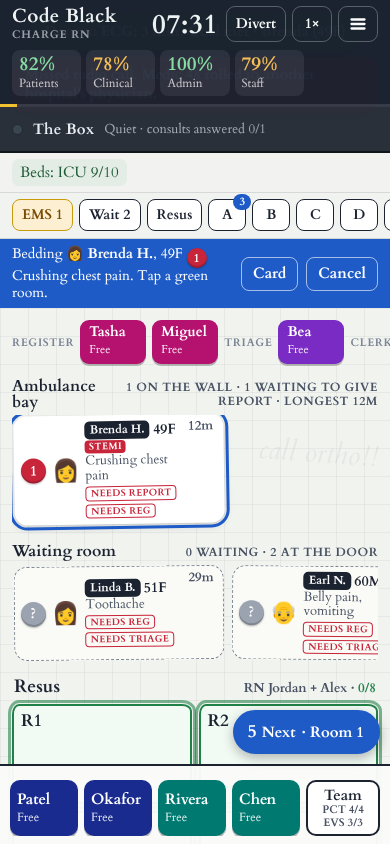 Code Black
CHARGE RN
07:31
Divert
1×
82%
Patients
78%
Clinical
100%
Admin
79%
Staff
The Box
Quiet · consults answered 0/1
Beds: ICU 9/10
EMS 1
Wait 2
Resus
A
3
B
C
D
Bedding 👩 Brenda H., 49F 1
Crushing chest pain. Tap a green
room.
Card
Cancel
REGISTER
Tasha
Free
Miguel
Free
TRIAGE
Bea
Free
CLERK
Ambulance
bay
1 ON THE WALL · 1 WAITING TO GIVE
REPORT · LONGEST 12M
Brenda H. 49F
12m
STEMI
1
Crushing chest
pain
NEEDS REPORT
NEEDS REG
call ortho!!
Waiting room
0 WAITING · 2 AT THE DOOR
29m
Linda B. 51F
?
Toothache
NEEDS REG
NEEDS TRIAGE
Earl N. 60M
?
Belly pain,
vomiting
NEEDS REG
NEEDS TRIAG
Resus
RN Jordan + Alex · 0/8
R1
R2
5 Next · Room 1
Patel
Free
Okafor
Free
Rivera
Free
Chen
Free
Team
PCT 4/4
EVS 3/3